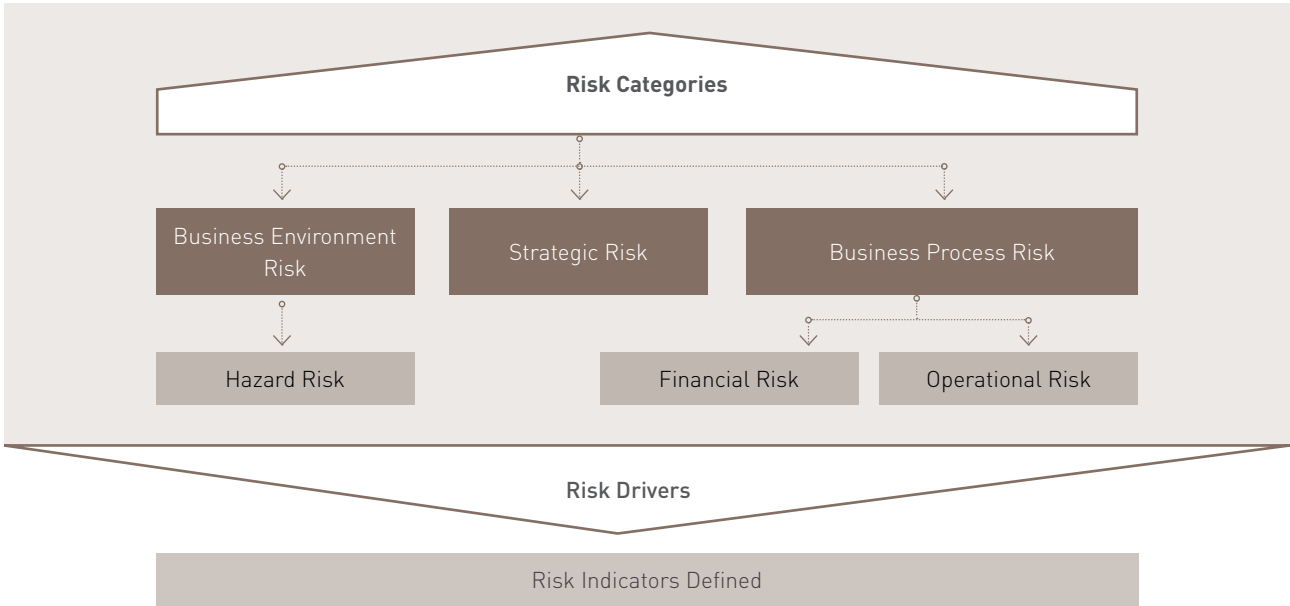 Risk Categories
Business Environment
Risk
Strategic Risk
Business Process Risk
Hazard Risk
Financial Risk
Operational Risk
Risk Drivers
Risk Indicators Defined